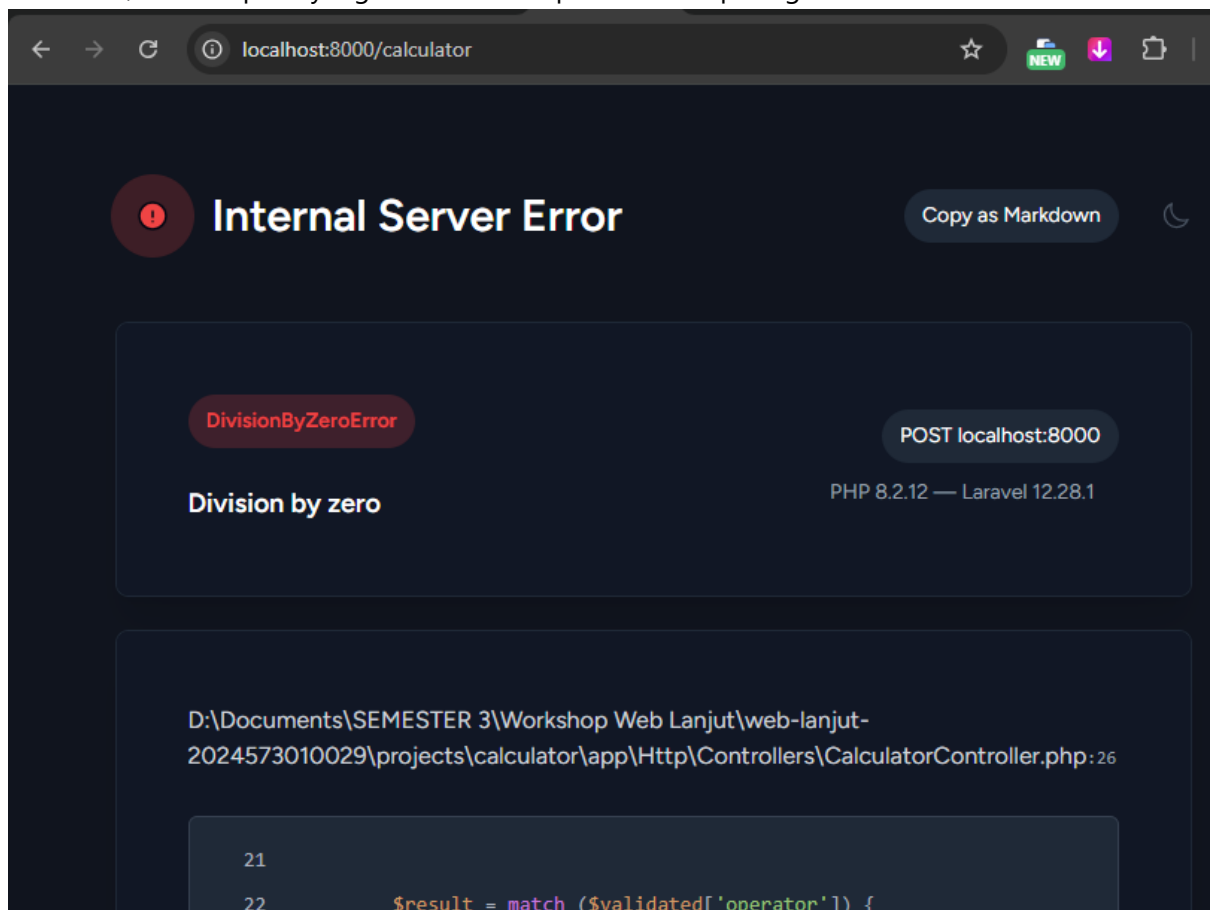 localhost:8000/calculator
NEW
Internal Server Error
Copy as Markdown
DivisionByZeroError
POST localhost:8000
Division by zero
PHP 8.2.12 — Laravel 12.28.1
D:\Documents\SEMESTER 3\Workshop Web Lanjut\web-lanjut-
2024573010029\projects\calculator\app\Http\Controllers\CalculatorController.php:26
21
22 $result = match ($validated['operator']) {